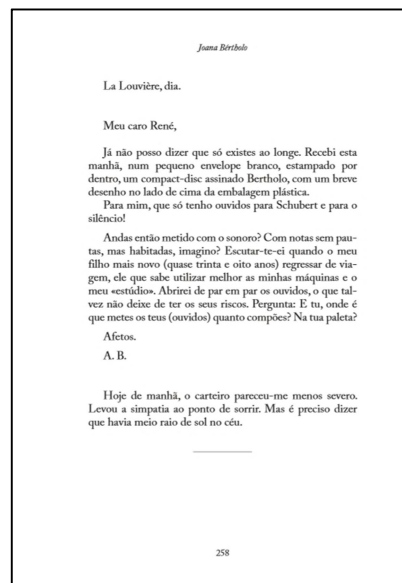 Joana Bértholo
La Louvière, dia.
Meu caro René,
Já não posso dizer que só existes ao longe. Recebi esta
manhã, num pequeno envelope branco, estampado por
dentro, um compact-disc assinado Bertholo, com um breve
desenho no lado de cima da embalagem plástica.
Para mim, que só tenho ouvidos para Schubert e para o
silêncio!
Andas então metido com o sonoro? Com notas sem pau-
tas, mas habitadas, imagino? Escutar-te-ei quando o meu
filho mais novo (quase trinta e oito anos) regressar de via-
gem, ele que sabe utilizar melhor as minhas máquinas e o
meu «estúdio». Abrirei de par em par os ouvidos, o que tal-
vez não deixe de ter os seus riscos. Pergunta: E tu, onde é
que metes os teus (ouvidos) quanto compões? Na tua paleta?
Afetos.
A. B.
Hoje de manhã, o carteiro pareceu-me menos severo.
Levou a simpatia ao ponto de sorrir. Mas é preciso dizer
que havia meio raio de sol no céu.
258